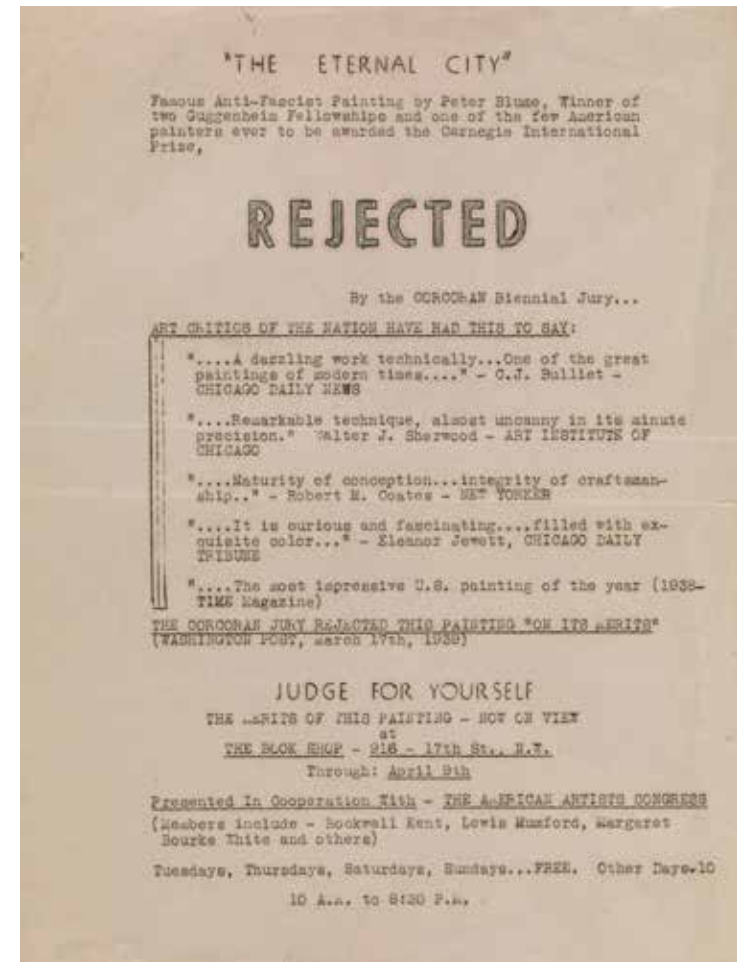 "THE ETERNAL CITY"
Famous Anti-Fascist Painting by Peter Blume, Winner of
two Guggenheim Fellowships and one of the few American
painters ever to be awarded the Carnegie International
Prize,
REJECTED
By the CORCORAN Biennial Jury...
ART CRITICS OF THE NATION HAVE HAD THIS TO SAY:
"....A dazzling work technically...One of the great
paintings of modern times...." - C.J. Bulliet -
CHICAGO DAILY NEWS
"....Remarkable technique, almost uncanny in its minute
precision." Walter J. Sherwood - ART INSTITUTE OF
CHICAGO
"....Maturity of conception...integrity of craftsman-
ship.." - Robert M. Coates - NEW YORKER
"....It is curious and fascinating....filled with ex-
quisite color..." - Eleanor Jewett, CHICAGO DAILY
TRIBUNE
"....The most impressive U.S. painting of the year (1938-
TIME Magazine)
THE CORCORAN JURY REJECTED THIS PAINTING "ON ITS MERITS"
(WASHINGTON POST, March 17th, 1939)
JUDGE FOR YOURSELF
THE MERITS OF THIS PAINTING - NOW ON VIEW
at
THE BOOK SHOP - 916 - 17th St., N.W.
Through: April 9th
Presented In Cooperation With - THE AMERICAN ARTISTS CONGRESS
(Members include - Rockwell Kent, Lewis Mumford, Margaret
Bourke White and others)
Tuesdays, Thursdays, Saturdays, Sundays...FREE. Other Days.10
10 A.M. to 8:30 P.M.